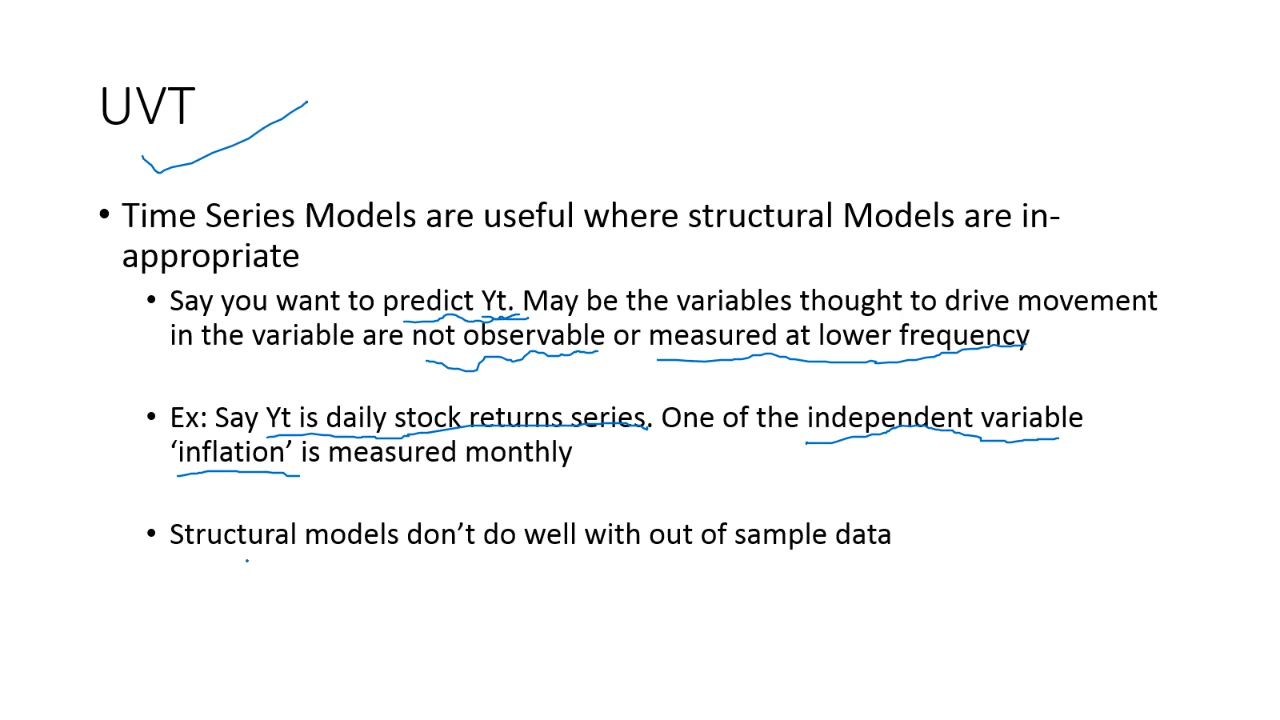 UVT
• Time Series Models are useful where structural Models are in-
appropriate
• Say you want to predict Yt. May be the variables thought to drive movement
in the variable are not observable or measured at lower frequency
• Ex: Say Yt is daily stock returns series. One of the independent variable
‘inflation’ is measured monthly
• Structural models don’t do well with out of sample data